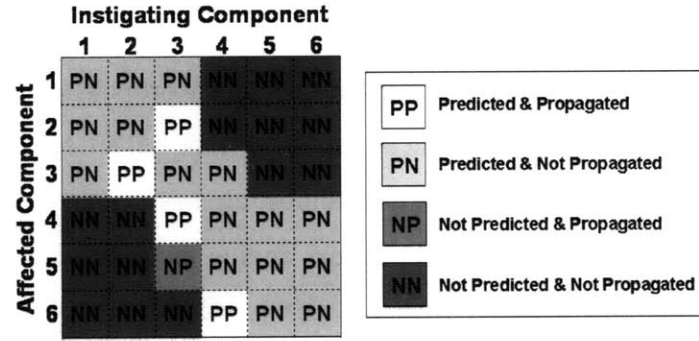 Instigating Component
1 2 3 4 5 6
Affected Component
1 PN PN PN NN NN NN
2 PN PN PP NN NN NN
3 PN PP PN PN NN NN
4 NN NN PP PN PN PN
5 NN NN NP PN PN PN
6 NN NN NN PP PN PN
PP Predicted & Propagated
PN Predicted & Not Propagated
NP Not Predicted & Propagated
NN Not Predicted & Not Propagated